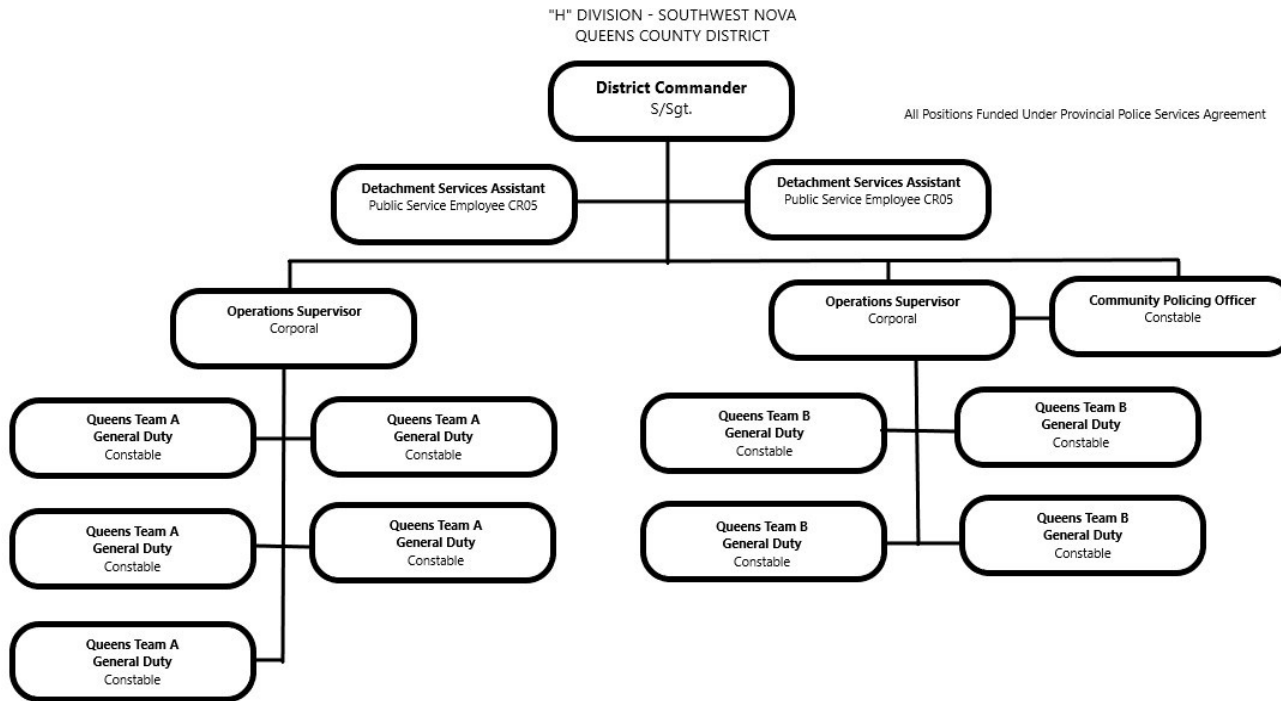 "H" DIVISION - SOUTHWEST NOVA
QUEENS COUNTY DISTRICT
District Commander
S/Sgt.
All Positions Funded Under Provincial Police Services Agreement
Detachment Services Assistant
Public Service Employee CR05
Detachment Services Assistant
Public Service Employee CR05
Operations Supervisor
Corporal
Operations Supervisor
Corporal
Community Policing Officer
Constable
Queens Team A
General Duty
Constable
Queens Team A
General Duty
Constable
Queens Team B
General Duty
Constable
Queens Team B
General Duty
Constable
Queens Team A
General Duty
Constable
Queens Team A
General Duty
Constable
Queens Team B
General Duty
Constable
Queens Team B
General Duty
Constable
Queens Team A
General Duty
Constable